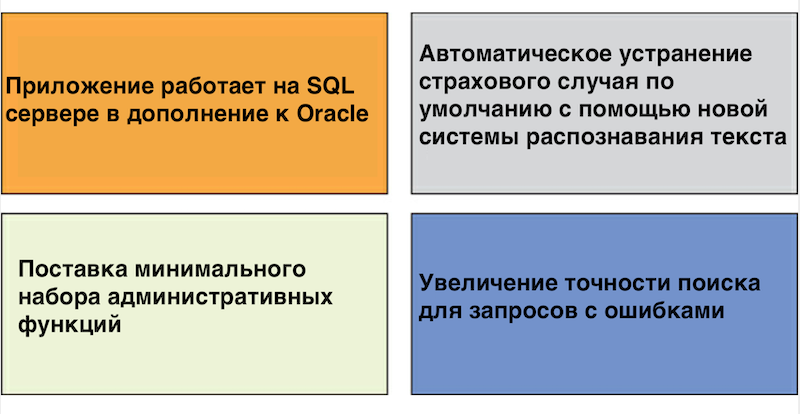 Приложение работает на SQL
сервере в дополнение к Oracle
Автоматическое устранение
страхового случая по
умолчанию с помощью новой
системы распознавания текста
Поставка минимального
набора административных
функций
Увеличение точности поиска
для запросов с ошибками